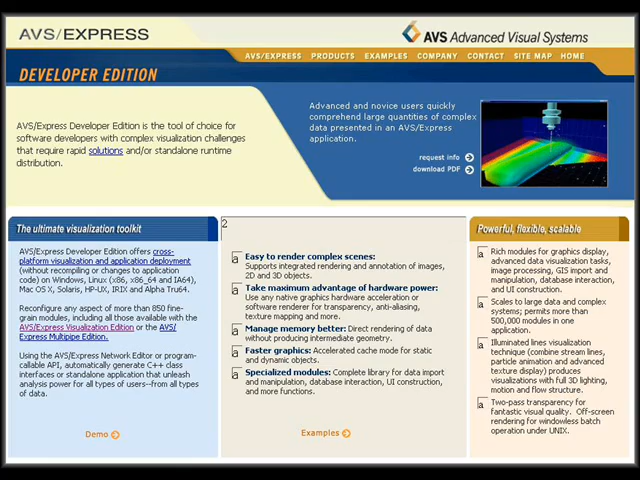 AVS/EXPRESS
AVS Advanced Visual Systems
AVS/EXPRESS PRODUCTS EXAMPLES COMPANY CONTACT SITE MAP HOME
DEVELOPER EDITION
AVS/Express Developer Edition is the tool of choice for
software developers with complex visualization challenges
that require rapid solutions and/or standalone runtime
distribution.
Advanced and novice users quickly
comprehend large quantities of complex
data presented in an AVS/Express
application.
request info
download PDF
The ultimate visualization toolkit
AVS/Express Developer Edition offers cross-
platform visualization and application deployment
(without recompiling or changes to application
code) on Windows, Linux (x86, x86_64 and IA64),
Mac OS X, Solaris, HP-UX, IRIX and Alpha Tru64.
Reconfigure any aspect of more than 850 fine-
grain modules, including all those available with the
AVS/Express Visualization Edition or the AVS/
Express Multipipe Edition.
Using the AVS/Express Network Editor or program-
callable API, automatically generate C++ class
interfaces or standalone application that unleash
analysis power for all types of users--from all types
of data.
Demo
2
a Easy to render complex scenes:
Supports integrated rendering and annotation of images,
2D and 3D objects.
a Take maximum advantage of hardware power:
Use any native graphics hardware acceleration or
software renderer for transparency, anti-aliasing,
texture mapping and more.
a Manage memory better: Direct rendering of data
without producing intermediate geometry.
a Faster graphics: Accelerated cache mode for static
and dynamic objects.
a Specialized modules: Complete library for data import
and manipulation, database interaction, UI construction,
and more functions.
Examples
Powerful, flexible, scalable
a Rich modules for graphics display,
advanced data visualization tasks,
image processing, GIS import and
manipulation, database interaction,
and UI construction.
a Scales to large data and complex
systems; permits more than
500,000 modules in one
application.
a Illuminated lines visualization
technique (combine stream lines,
particle animation and advanced
texture display) produces
visualizations with full 3D lighting,
motion and flow structure.
a Two-pass transparency for
fantastic visual quality. Off-screen
rendering for windowless batch
operation under UNIX.